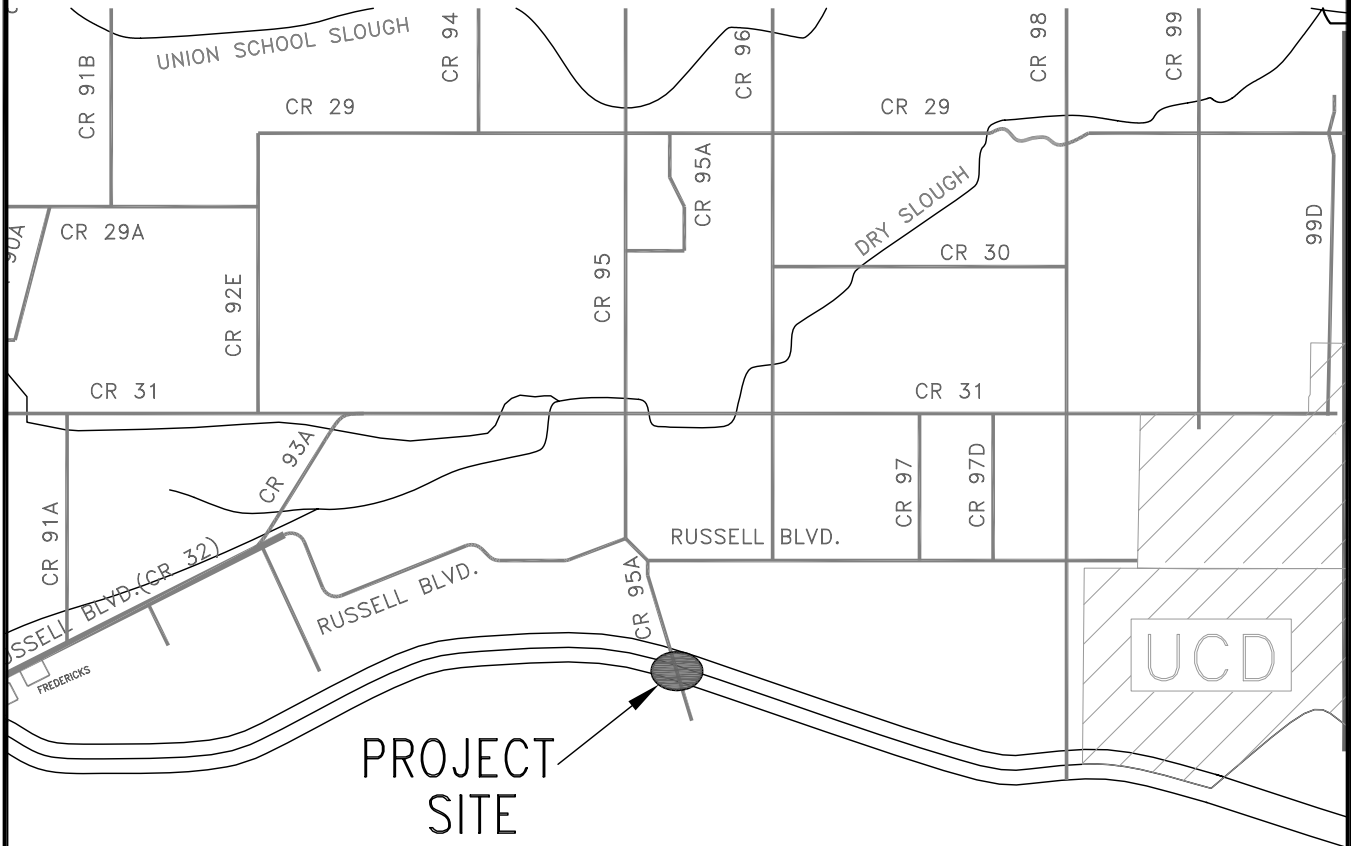 UNION SCHOOL SLOUGH
CR 91B
CR 94
CR 96
CR 98
CR 99
CR 29
CR 29
CR 95A
DRY SLOUGH
CR 29A
CR 92E
CR 95
CR 30
99D
CR 31
CR 31
CR 93A
CR 91A
CR 97
CR 97D
RUSSELL BLVD.
USSELL BLVD.(CR 32)
RUSSELL BLVD.
CR 95A
FREDERICKS
UCD
PROJECT
SITE